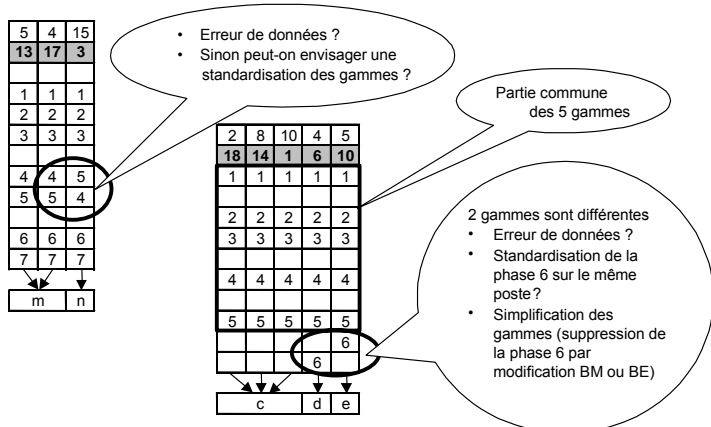 5 4 15
13 17 3
1 1 1
2 2 2
3 3 3
4 4 5
5 5 4
6 6 6
7 7 7
m n
• Erreur de données ?
• Sinon peut-on envisager une
standardisation des gammes ?
2 8 10 4 5
18 14 1 6 10
1 1 1 1 1
2 2 2 2 2
3 3 3 3 3
4 4 4 4 4
5 5 5 5 5
6
6
c d e
Partie commune
des 5 gammes
2 gammes sont différentes
• Erreur de données ?
• Standardisation de la
phase 6 sur le même
poste?
• Simplification des
gammes (suppression de
la phase 6 par
modification BM ou BE)